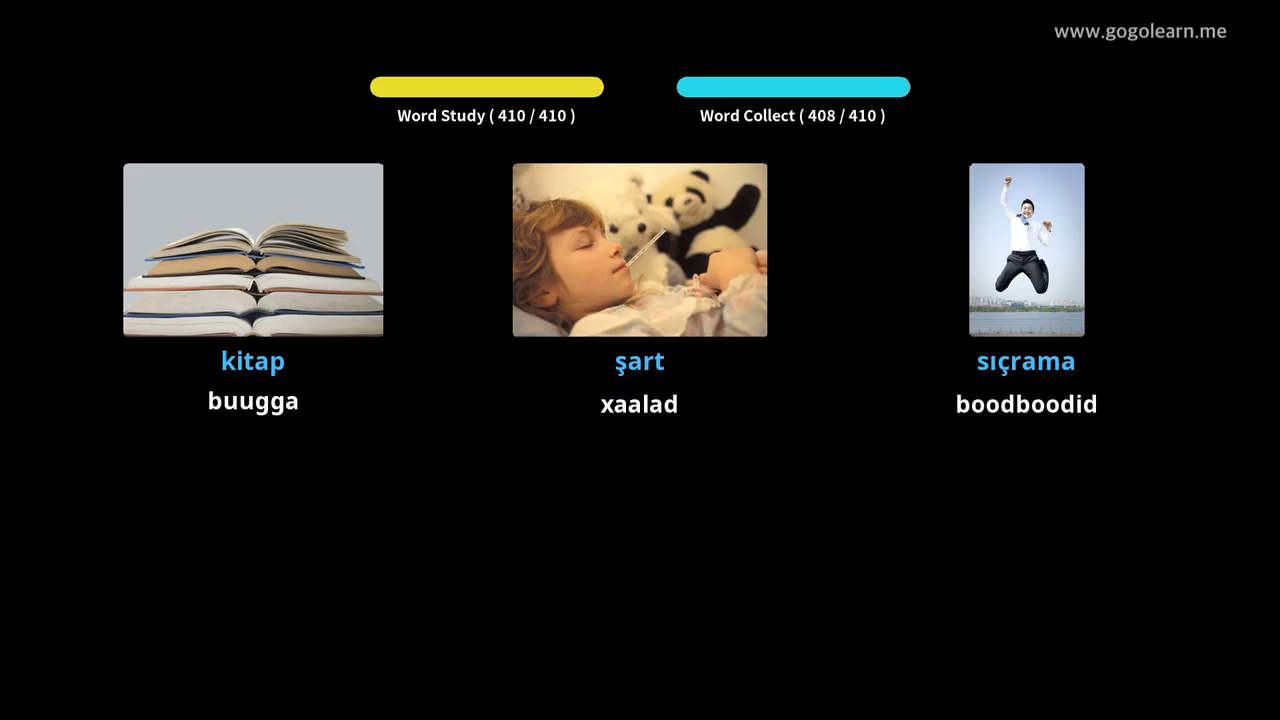 www.gogolearn.me
Word Study ( 410 / 410 )
Word Collect ( 408 / 410 )
kitap
şart
sıçrama
buugga
xaalad
boodboodid